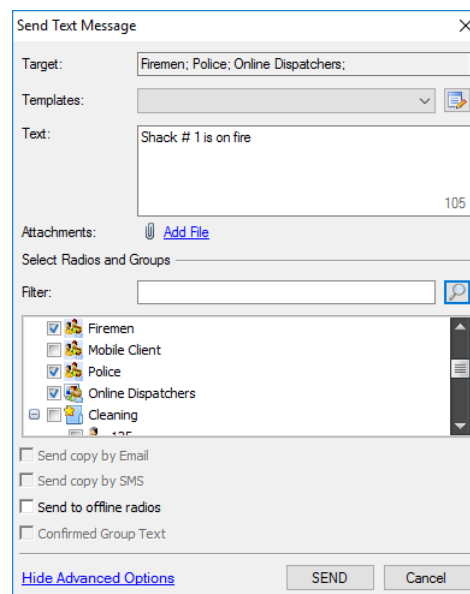 Send Text Message
Target: Firemen; Police; Online Dispatchers;
Templates:
Text: Shack # 1 is on fire
105
Attachments: Add File
Select Radios and Groups
Filter:
Firemen
Mobile Client
Police
Online Dispatchers
Cleaning
Send copy by Email
Send copy by SMS
Send to offline radios
Confirmed Group Text
Hide Advanced Options SEND Cancel